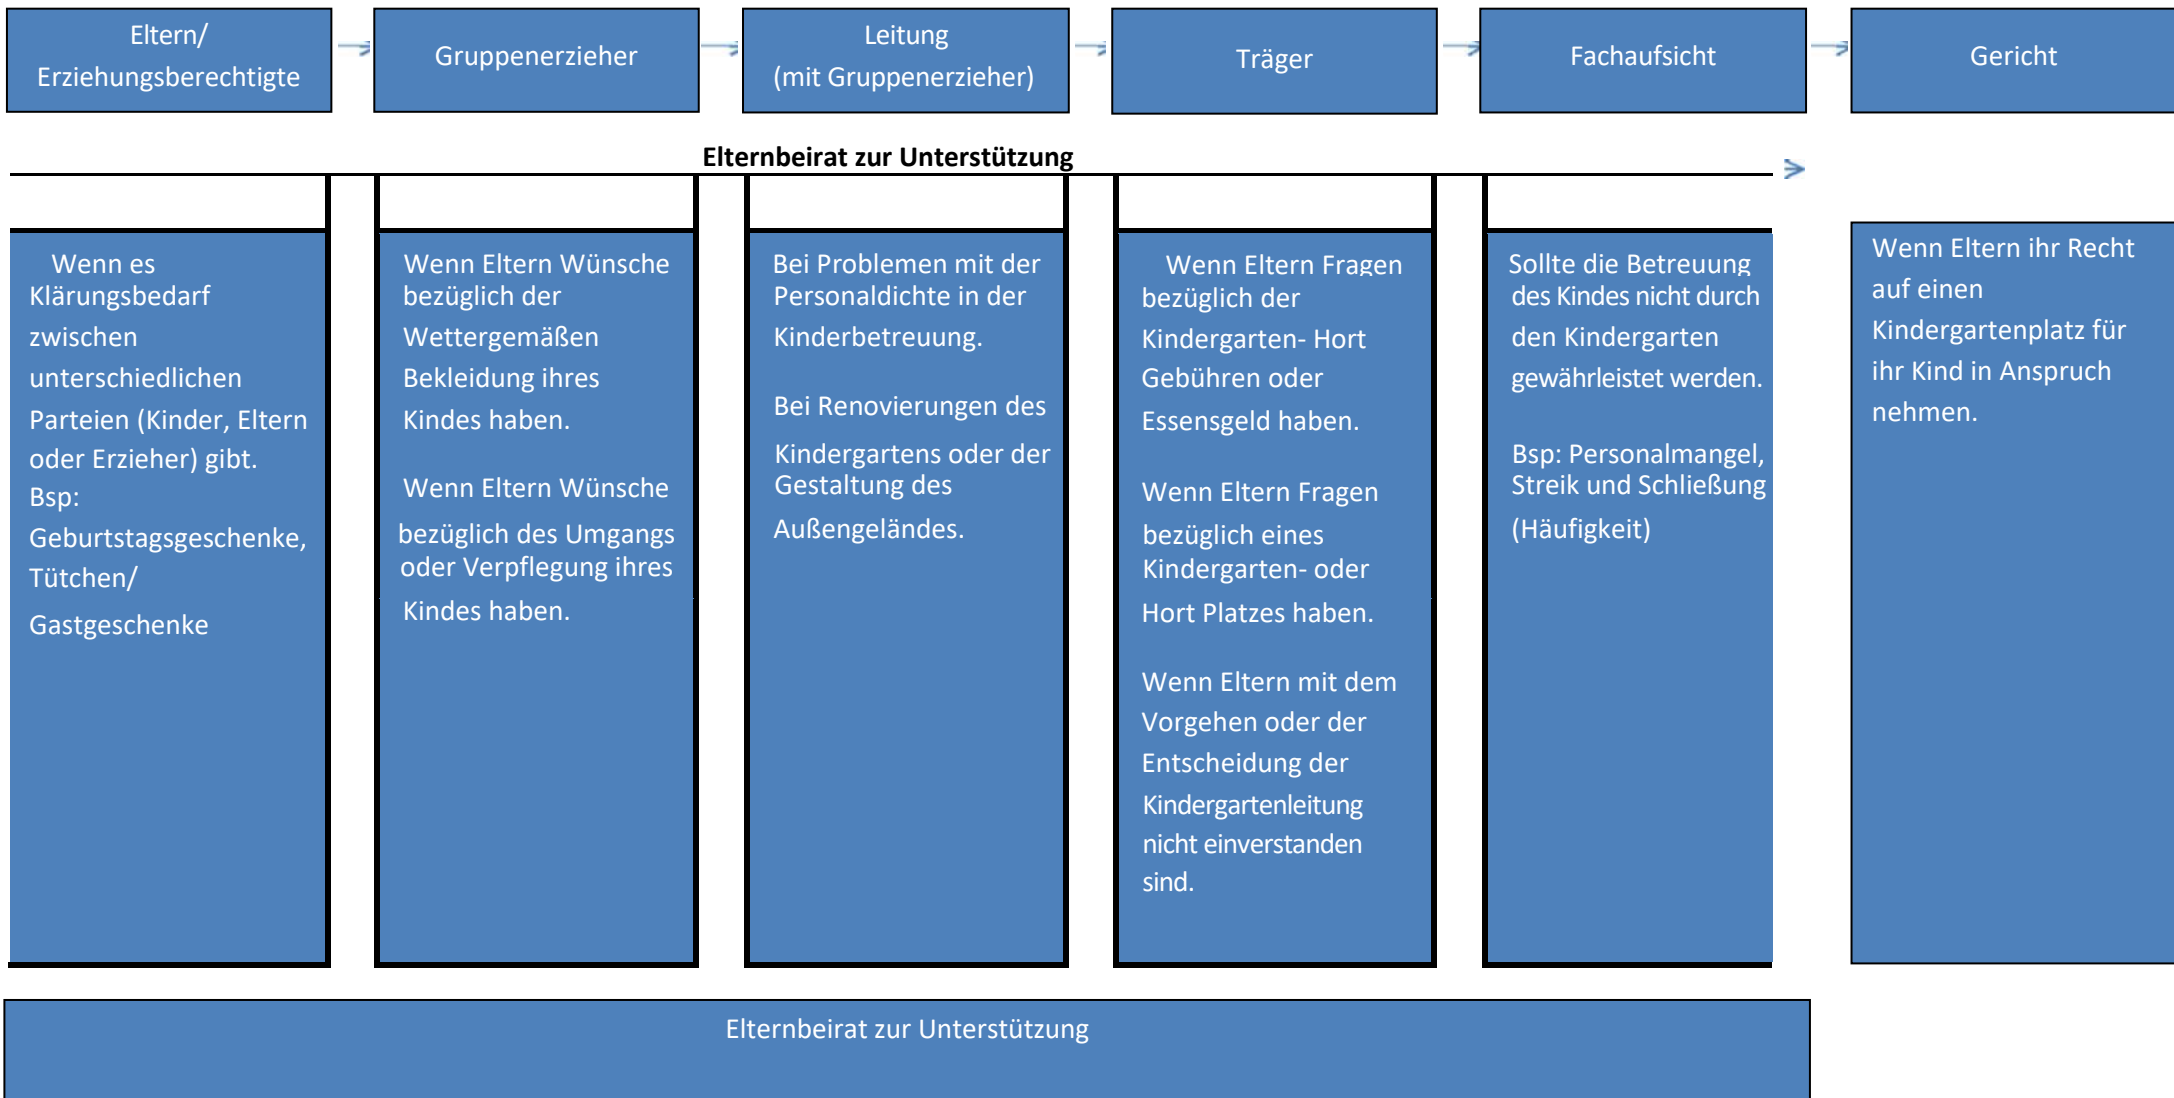 Eltern/
Erziehungsberechtigte
Gruppenerzieher
Leitung
(mit Gruppenerzieher)
Träger
Fachaufsicht
Gericht
Elternbeirat zur Unterstützung
Wenn es
Klärungsbedarf
zwischen
unterschiedlichen
Parteien (Kinder, Eltern
oder Erzieher) gibt.
Bsp:
Geburtstagsgeschenke,
Tütchen/
Gastgeschenke
Wenn Eltern Wünsche
bezüglich der
Wettergemäßen
Bekleidung ihres
Kindes haben.
Wenn Eltern Wünsche
bezüglich des Umgangs
oder Verpflegung ihres
Kindes haben.
Bei Problemen mit der
Personaldichte in der
Kinderbetreuung.
Bei Renovierungen des
Kindergartens oder der
Gestaltung des
Außengeländes.
Wenn Eltern Fragen
bezüglich der
Kindergarten- Hort
Gebühren oder
Essensgeld haben.
Wenn Eltern Fragen
bezüglich eines
Kindergarten- oder
Hort Platzes haben.
Wenn Eltern mit dem
Vorgehen oder der
Entscheidung der
Kindergartenleitung
nicht einverstanden
sind.
Sollte die Betreuung
des Kindes nicht durch
den Kindergarten
gewährleistet werden.
Bsp: Personalmangel,
Streik und Schließung
(Häufigkeit)
Wenn Eltern ihr Recht
auf einen
Kindergartenplatz für
ihr Kind in Anspruch
nehmen.
Elternbeirat zur Unterstützung